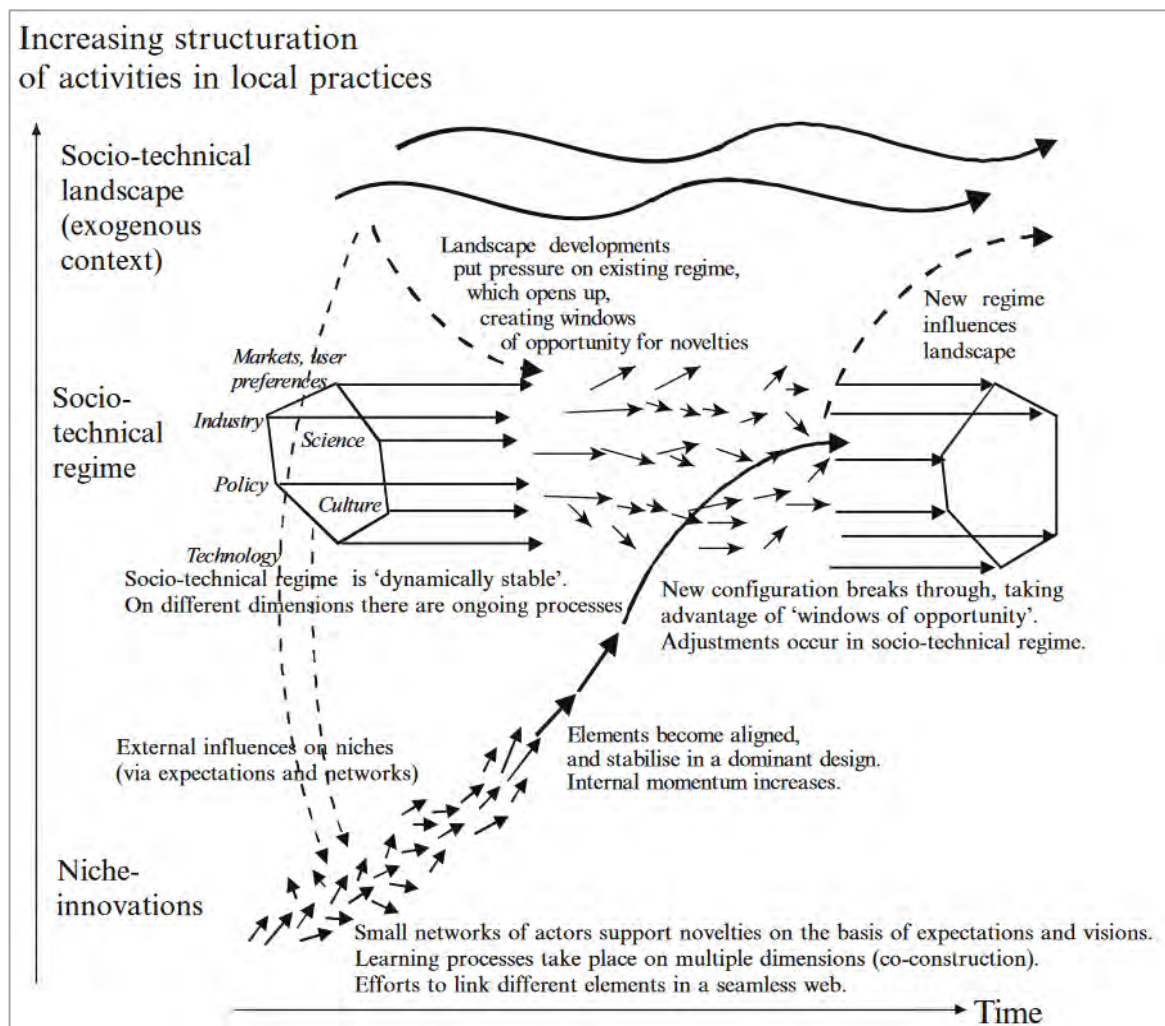 Increasing structuration
of activities in local practices
Socio-technical
landscape
(exogenous
context)
Landscape developments
put pressure on existing regime,
which opens up,
creating windows
of opportunity for novelties
New regime
influences
landscape
Markets, user
preferences
Socio-
technical
regime
Industry
Science
Policy
Culture
Technology
Socio-technical regime is ‘dynamically stable’.
On different dimensions there are ongoing processes
New configuration breaks through, taking
advantage of ‘windows of opportunity’.
Adjustments occur in socio-technical regime.
External influences on niches
(via expectations and networks)
Elements become aligned,
and stabilise in a dominant design.
Internal momentum increases.
Niche-
innovations
Small networks of actors support novelties on the basis of expectations and visions.
Learning processes take place on multiple dimensions (co-construction).
Efforts to link different elements in a seamless web.
Time